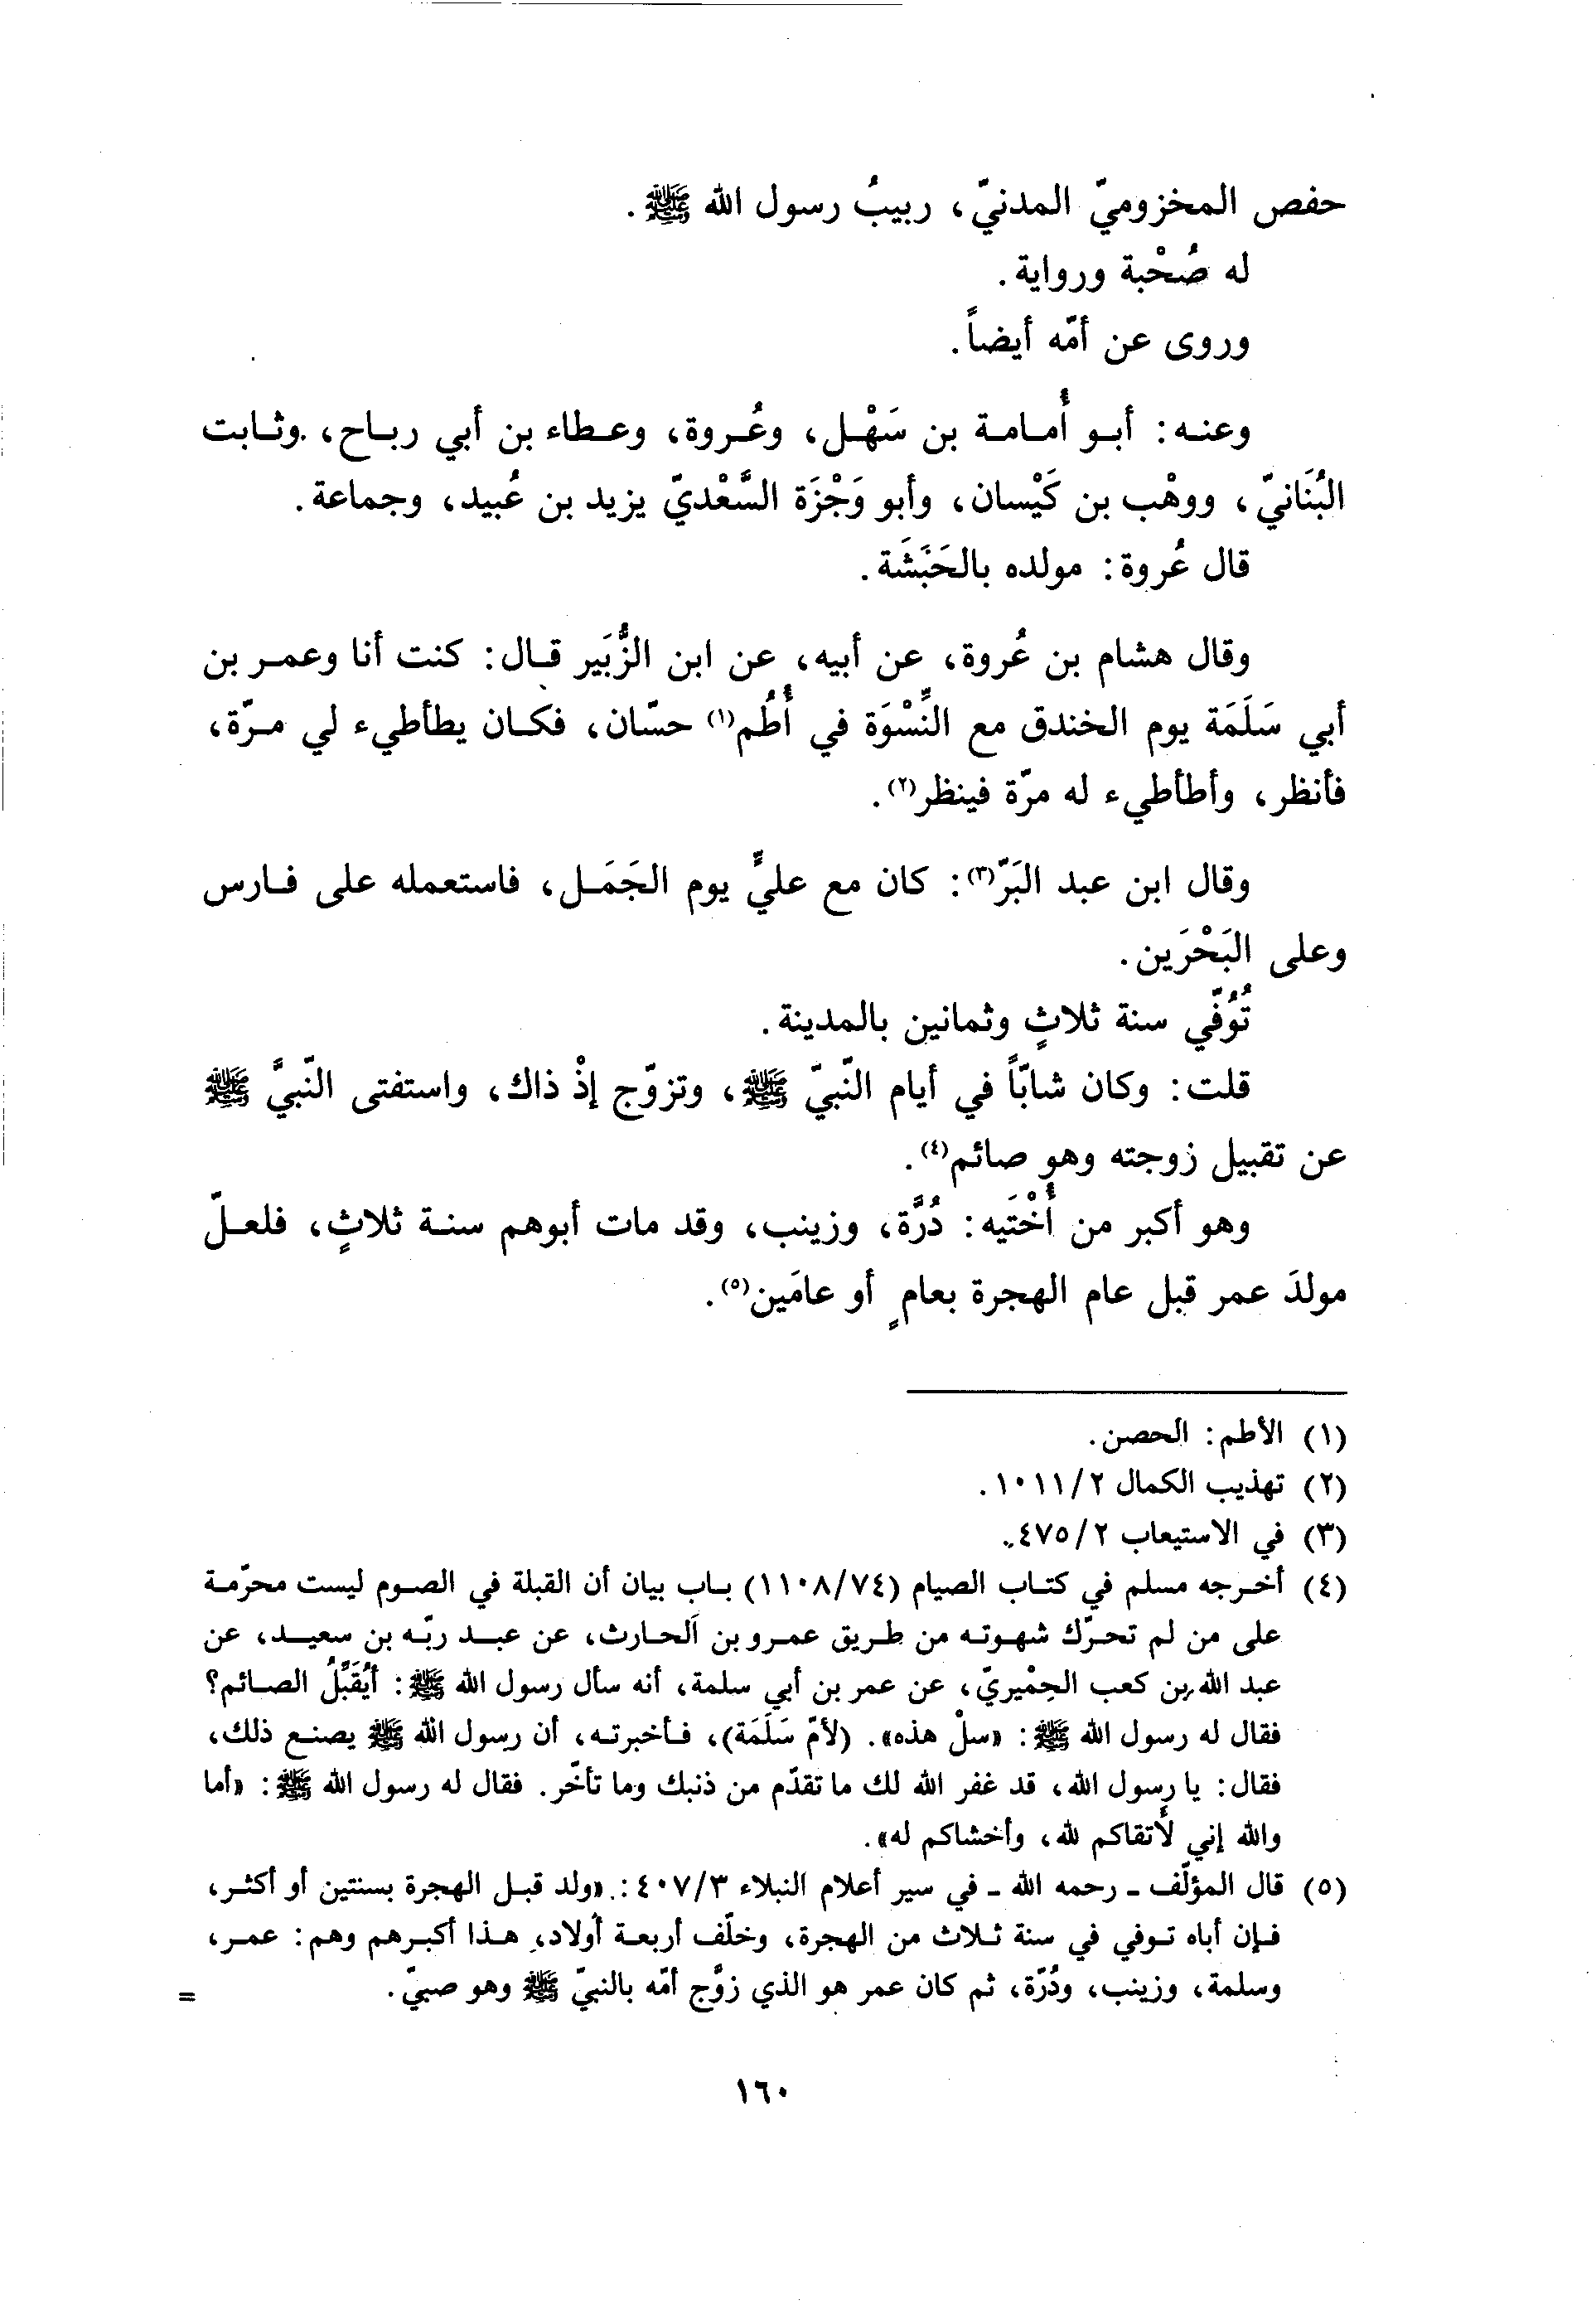 حفص المخزوميّ المدنيّ، ربيبُ رسول الله ﷺ.
له صُحْبة ورواية.
وروى عن أمّه أيضاً.
وعنه: أبو أُمامة بن سَهْل، وعُروة، وعطاء بن أبي رباح، وثابت
البُنَانيّ، ووهْب بن كَيْسان، وأبو وَجْزَة السَّعْديّ يزيد بن عُبيد، وجماعة.
قال عُروة: مولده بالحَبَشَة.
وقال هشام بن عُروة، عن أبيه، عن ابن الزُّبَير قال: كنت أنا وعمر بن
أبي سَلَمَة يوم الخندق مع النِّسْوَة في أُطُم(١) حسّان، فكان يطأطيء لي مرّة،
فأنظر، وأطأطيء له مرّة فينظر(٢).
وقال ابن عبد البَرّ(٣): كان مع عليٍّ يوم الجَمَل، فاستعمله على فارس
وعلى البَحْرَين.
تُوُفّي سنة ثلاثٍ وثمانين بالمدينة.
قلت: وكان شابّاً في أيام النّبيّ ﷺ، وتزوّج إذْ ذاك، واستفتى النّبيَّ ﷺ
عن تقبيل زوجته وهو صائم(٤).
وهو أكبر من أُخْتَيه: دُرَّة، وزينب، وقد مات أبوهم سنة ثلاثٍ، فلعلّ
مولدَ عمر قبل عام الهجرة بعامٍ أو عامَين(٥).
(١) الأطم: الحصن.
(٢) تهذيب الكمال ٢/ ١٠١١.
(٣) في الاستيعاب ٢/ ٤٧٥.
(٤) أخرجه مسلم في كتاب الصيام (١١٠٨/٧٤) باب بيان أن القبلة في الصوم ليست محرّمة
على من لم تحرّك شهوته من طريق عمرو بن الحارث، عن عبد ربّه بن سعيد، عن
عبد الله بن كعب الحِمْيريّ، عن عمر بن أبي سلمة، أنه سأل رسول الله ﷺ: أيُقَبِّلُ الصائم؟
فقال له رسول الله ﷺ: «سلْ هذه». (لأمّ سَلَمَة)، فأخبرته، أن رسول الله ﷺ يصنع ذلك،
فقال: يا رسول الله، قد غفر الله لك ما تقدّم من ذنبك وما تأخّر. فقال له رسول الله ﷺ: «أما
والله إني لأتقاكم لله، وأخشاكم له».
(٥) قال المؤلّف - رحمه الله - في سير أعلام النبلاء ٣/ ٤٠٧: «ولد قبل الهجرة بسنتين أو أكثر،
فإن أباه توفي في سنة ثلاث من الهجرة، وخلّف أربعة أولاد، هذا أكبرهم وهم: عمر،
وسلمة، وزينب، ودُرّة، ثم كان عمر هو الذي زوَّج أمّه بالنبيّ ﷺ وهو صبيّ. =
١٦٠